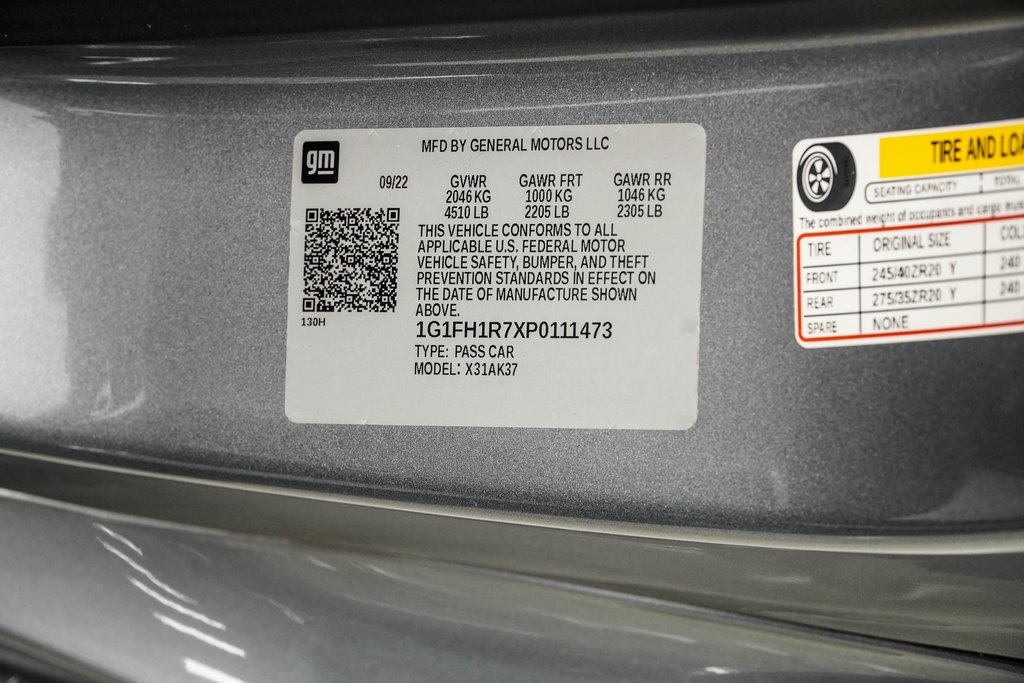 gm
MFD BY GENERAL MOTORS LLC
09/22
GVWR GAWR FRT GAWR RR
2046 KG 1000 KG 1046 KG
4510 LB 2205 LB 2305 LB
THIS VEHICLE CONFORMS TO ALL
APPLICABLE U.S. FEDERAL MOTOR
VEHICLE SAFETY, BUMPER, AND THEFT
PREVENTION STANDARDS IN EFFECT ON
THE DATE OF MANUFACTURE SHOWN
ABOVE.
130H
1G1FH1R7XP0111473
TYPE: PASS CAR
MODEL: X31AK37
TIRE AND LOA
SEATING CAPACITY TOTAL
The combined weight of occupants and cargo
TIRE ORIGINAL SIZE COL
FRONT 245/40ZR20 Y 240
REAR 275/35ZR20 Y 240
SPARE NONE